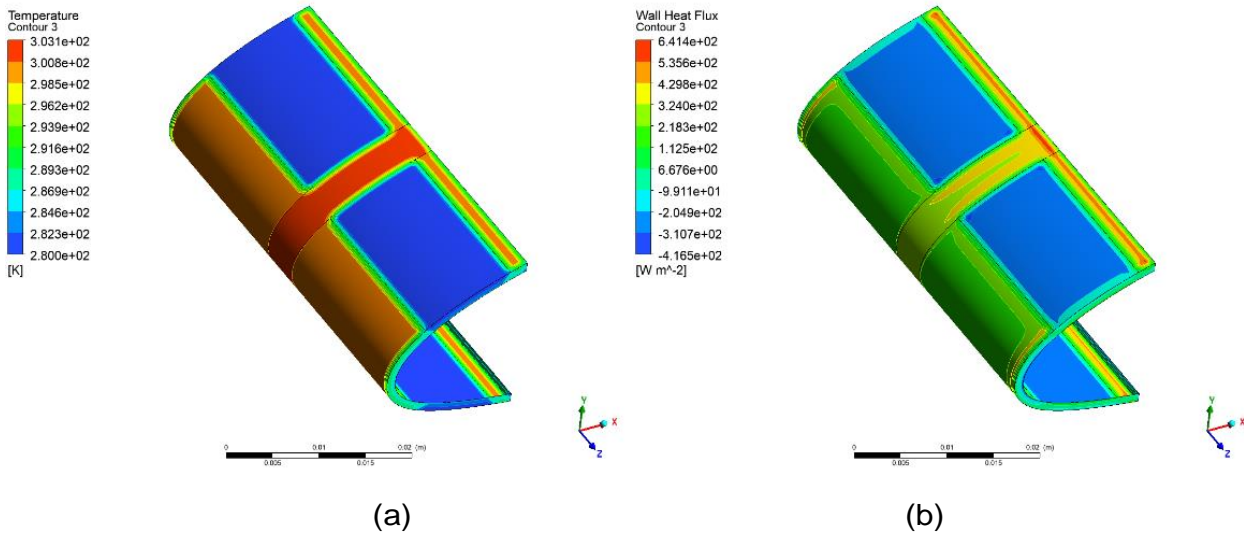 Temperature
Contour 3
3.031e+02
3.008e+02
2.985e+02
2.962e+02
2.939e+02
2.916e+02
2.893e+02
2.869e+02
2.846e+02
2.823e+02
2.800e+02
[K]
0 0.01 0.02 (m)
0.005 0.015
Y
X
Z
(a)
Wall Heat Flux
Contour 3
6.414e+02
5.356e+02
4.298e+02
3.240e+02
2.183e+02
1.125e+02
6.676e+00
-9.911e+01
-2.049e+02
-3.107e+02
-4.165e+02
[W m^-2]
0 0.01 0.02 (m)
0.005 0.015
Y
X
Z
(b)